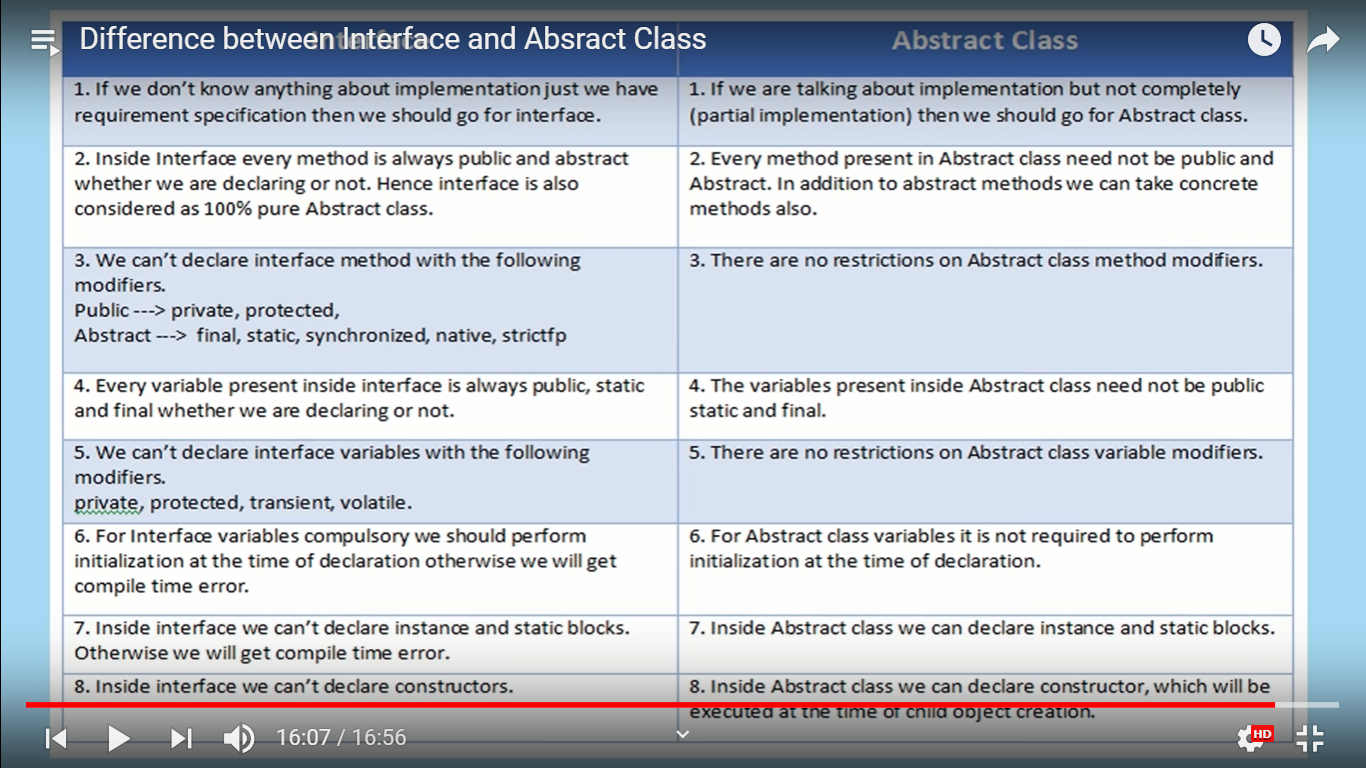 Difference between Interface and Absract Class
Interface
Abstract Class
1. If we don't know anything about implementation just we have
requirement specification then we should go for interface.
1. If we are talking about implementation but not completely
(partial implementation) then we should go for Abstract class.
2. Inside Interface every method is always public and abstract
whether we are declaring or not. Hence interface is also
considered as 100% pure Abstract class.
2. Every method present in Abstract class need not be public and
Abstract. In addition to abstract methods we can take concrete
methods also.
3. We can't declare interface method with the following
modifiers.
Public ---> private, protected,
Abstract ---> final, static, synchronized, native, strictfp
3. There are no restrictions on Abstract class method modifiers.
4. Every variable present inside interface is always public, static
and final whether we are declaring or not.
4. The variables present inside Abstract class need not be public
static and final.
5. We can't declare interface variables with the following
modifiers.
private, protected, transient, volatile.
5. There are no restrictions on Abstract class variable modifiers.
6. For Interface variables compulsory we should perform
initialization at the time of declaration otherwise we will get
compile time error.
6. For Abstract class variables it is not required to perform
initialization at the time of declaration.
7. Inside interface we can't declare instance and static blocks.
Otherwise we will get compile time error.
7. Inside Abstract class we can declare instance and static blocks.
8. Inside interface we can't declare constructors.
8. Inside Abstract class we can declare constructor, which will be
executed at the time of child object creation.
16:07 / 16:56
HD